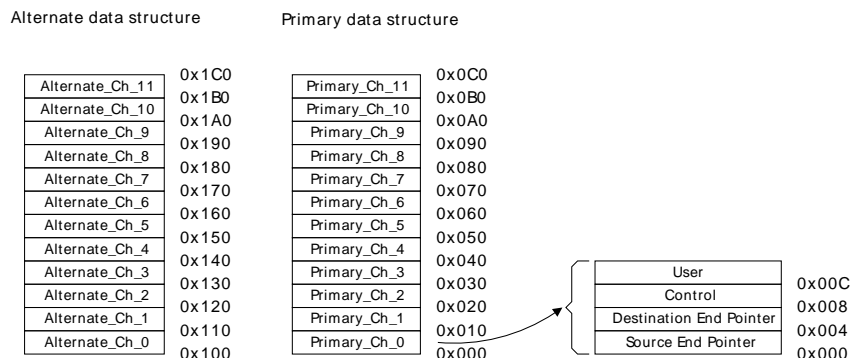 Alternate data structure
Primary data structure
0x1C0
Alternate_Ch_11
0x1B0
Alternate_Ch_10
0x1A0
Alternate_Ch_9
0x190
Alternate_Ch_8
0x180
Alternate_Ch_7
0x170
Alternate_Ch_6
0x160
Alternate_Ch_5
0x150
Alternate_Ch_4
0x140
Alternate_Ch_3
0x130
Alternate_Ch_2
0x120
Alternate_Ch_1
0x110
Alternate_Ch_0
0x100
0x0C0
Primary_Ch_11
0x0B0
Primary_Ch_10
0x0A0
Primary_Ch_9
0x090
Primary_Ch_8
0x080
Primary_Ch_7
0x070
Primary_Ch_6
0x060
Primary_Ch_5
0x050
Primary_Ch_4
0x040
Primary_Ch_3
0x030
Primary_Ch_2
0x020
Primary_Ch_1
0x010
Primary_Ch_0
0x000
User
0x00C
Control
0x008
Destination End Pointer
0x004
Source End Pointer
0x000